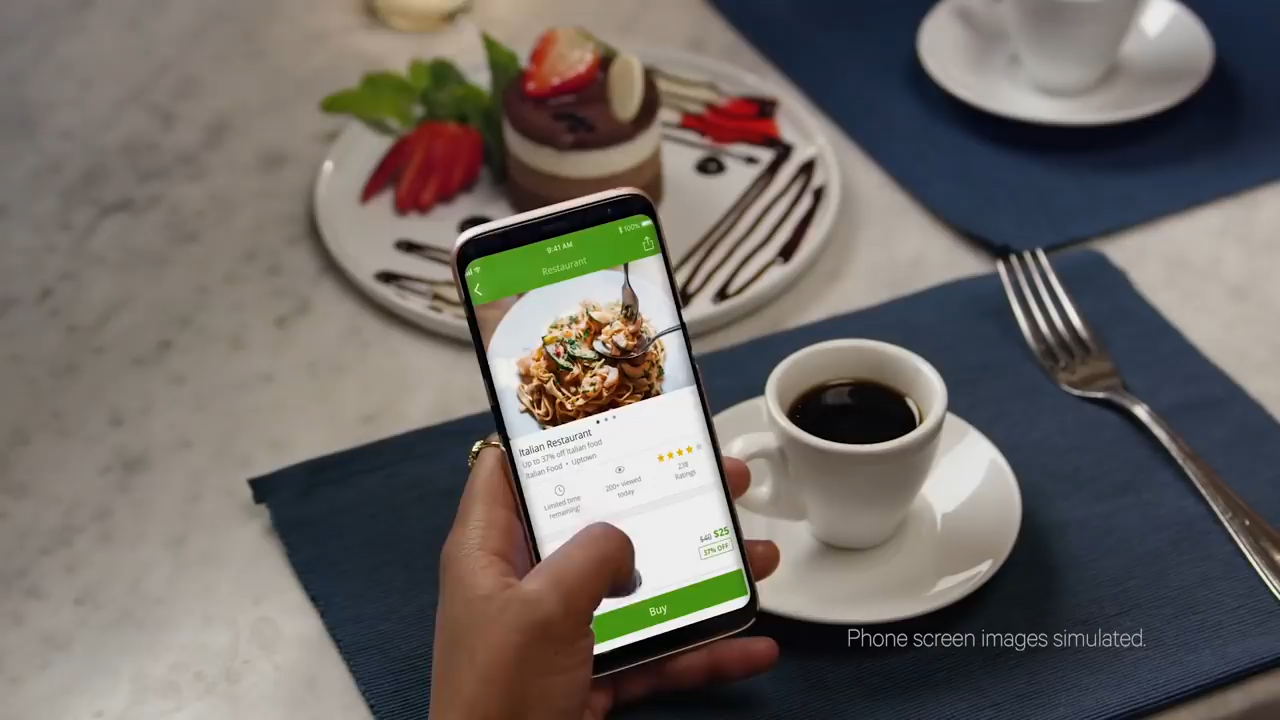 9:41 AM
100%
Restaurant
Italian Restaurant
Up to 37% off Italian food
Italian Food • Uptown
Limited time
remaining!
200+ viewed
today
238
Ratings
$40 $25
37% OFF
Buy
Phone screen images simulated.